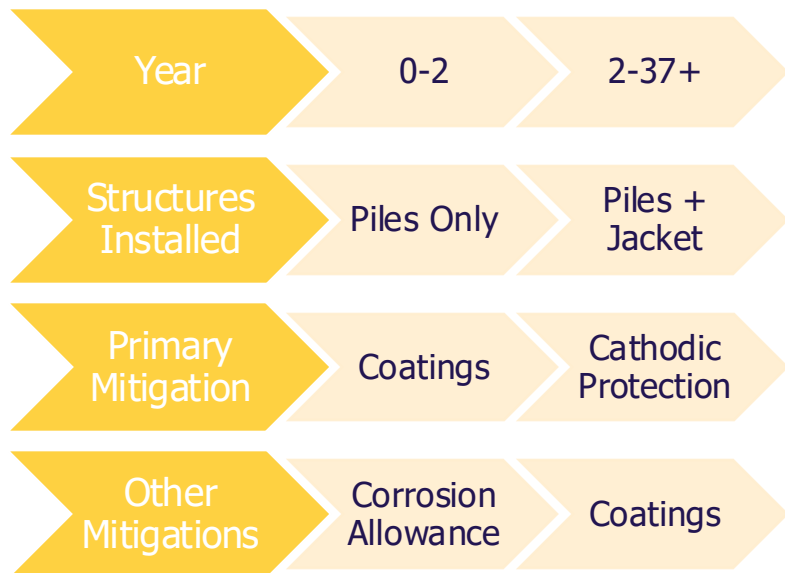 Year
0-2
2-37+
Structures
Installed
Piles Only
Piles +
Jacket
Primary
Mitigation
Coatings
Cathodic
Protection
Other
Mitigations
Corrosion
Allowance
Coatings